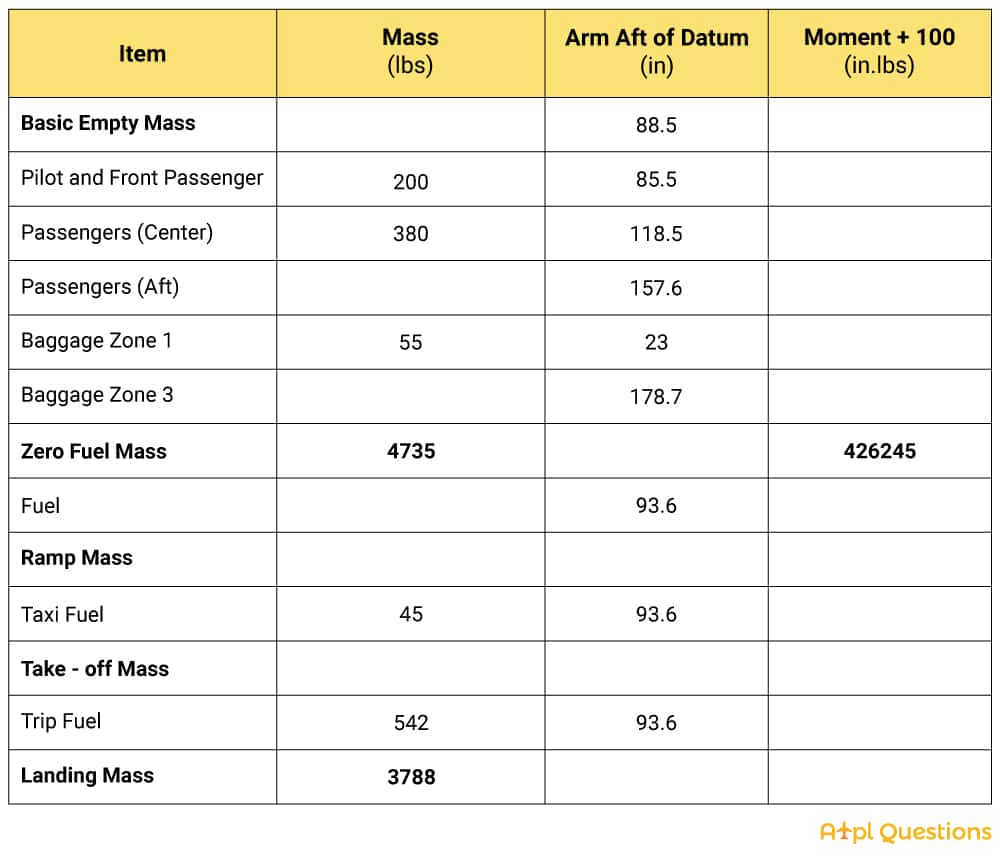 Item Mass Arm Aft of Datum Moment + 100
(lbs) (in) (in.lbs)
Basic Empty Mass 88.5
Pilot and Front Passenger 200 85.5
Passengers (Center) 380 118.5
Passengers (Aft) 157.6
Baggage Zone 1 55 23
Baggage Zone 3 178.7
Zero Fuel Mass 4735 426245
Fuel 93.6
Ramp Mass
Taxi Fuel 45 93.6
Take - off Mass
Trip Fuel 542 93.6
Landing Mass 3788
Atpl Questions